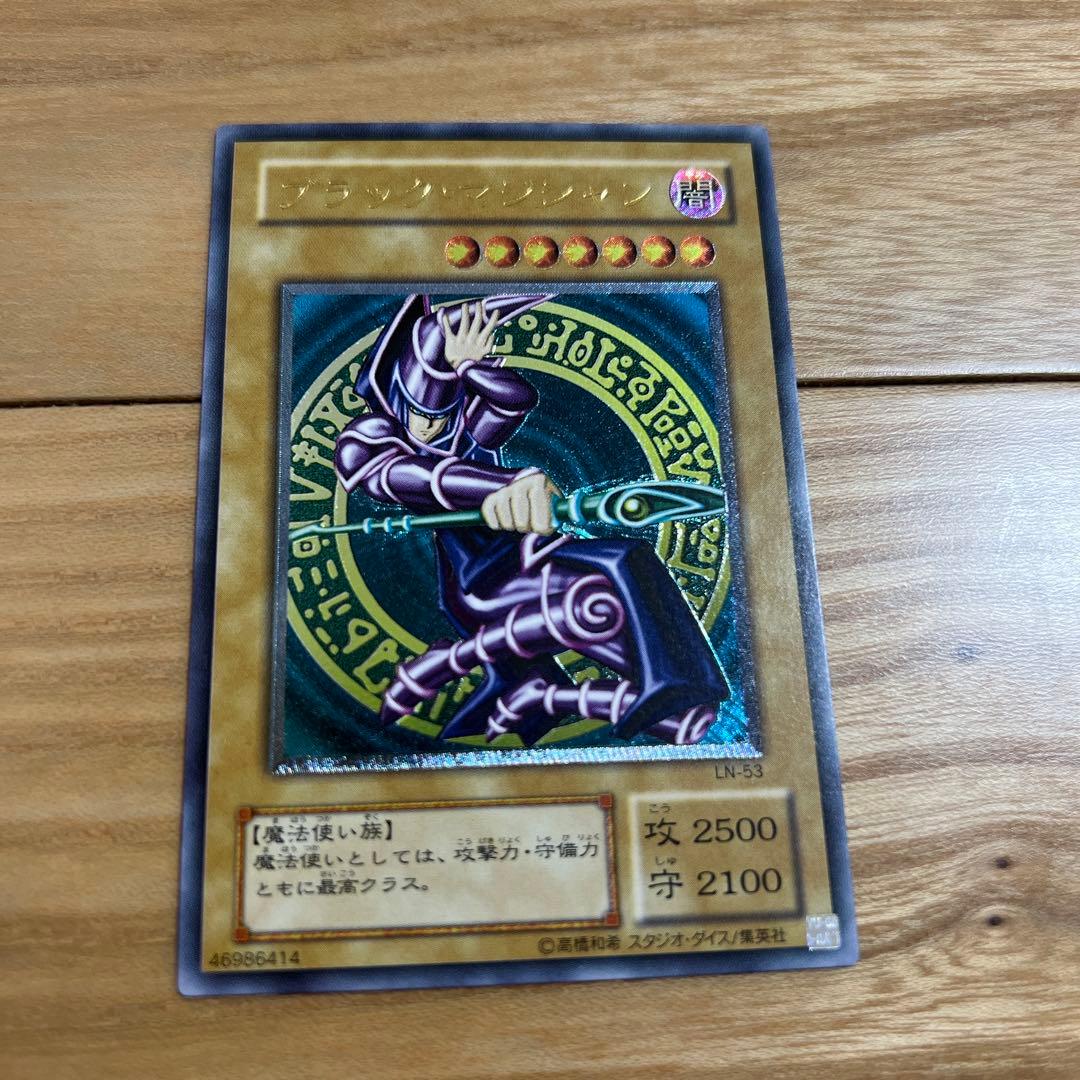 ブラック・マジシャン
闇
LN-53
【魔法使い族】
魔法使いとしては、攻撃力・守備力
ともに最高クラス。
攻 2500
守 2100
46986414
©高橋和希 スタジオ・ダイス/集英社